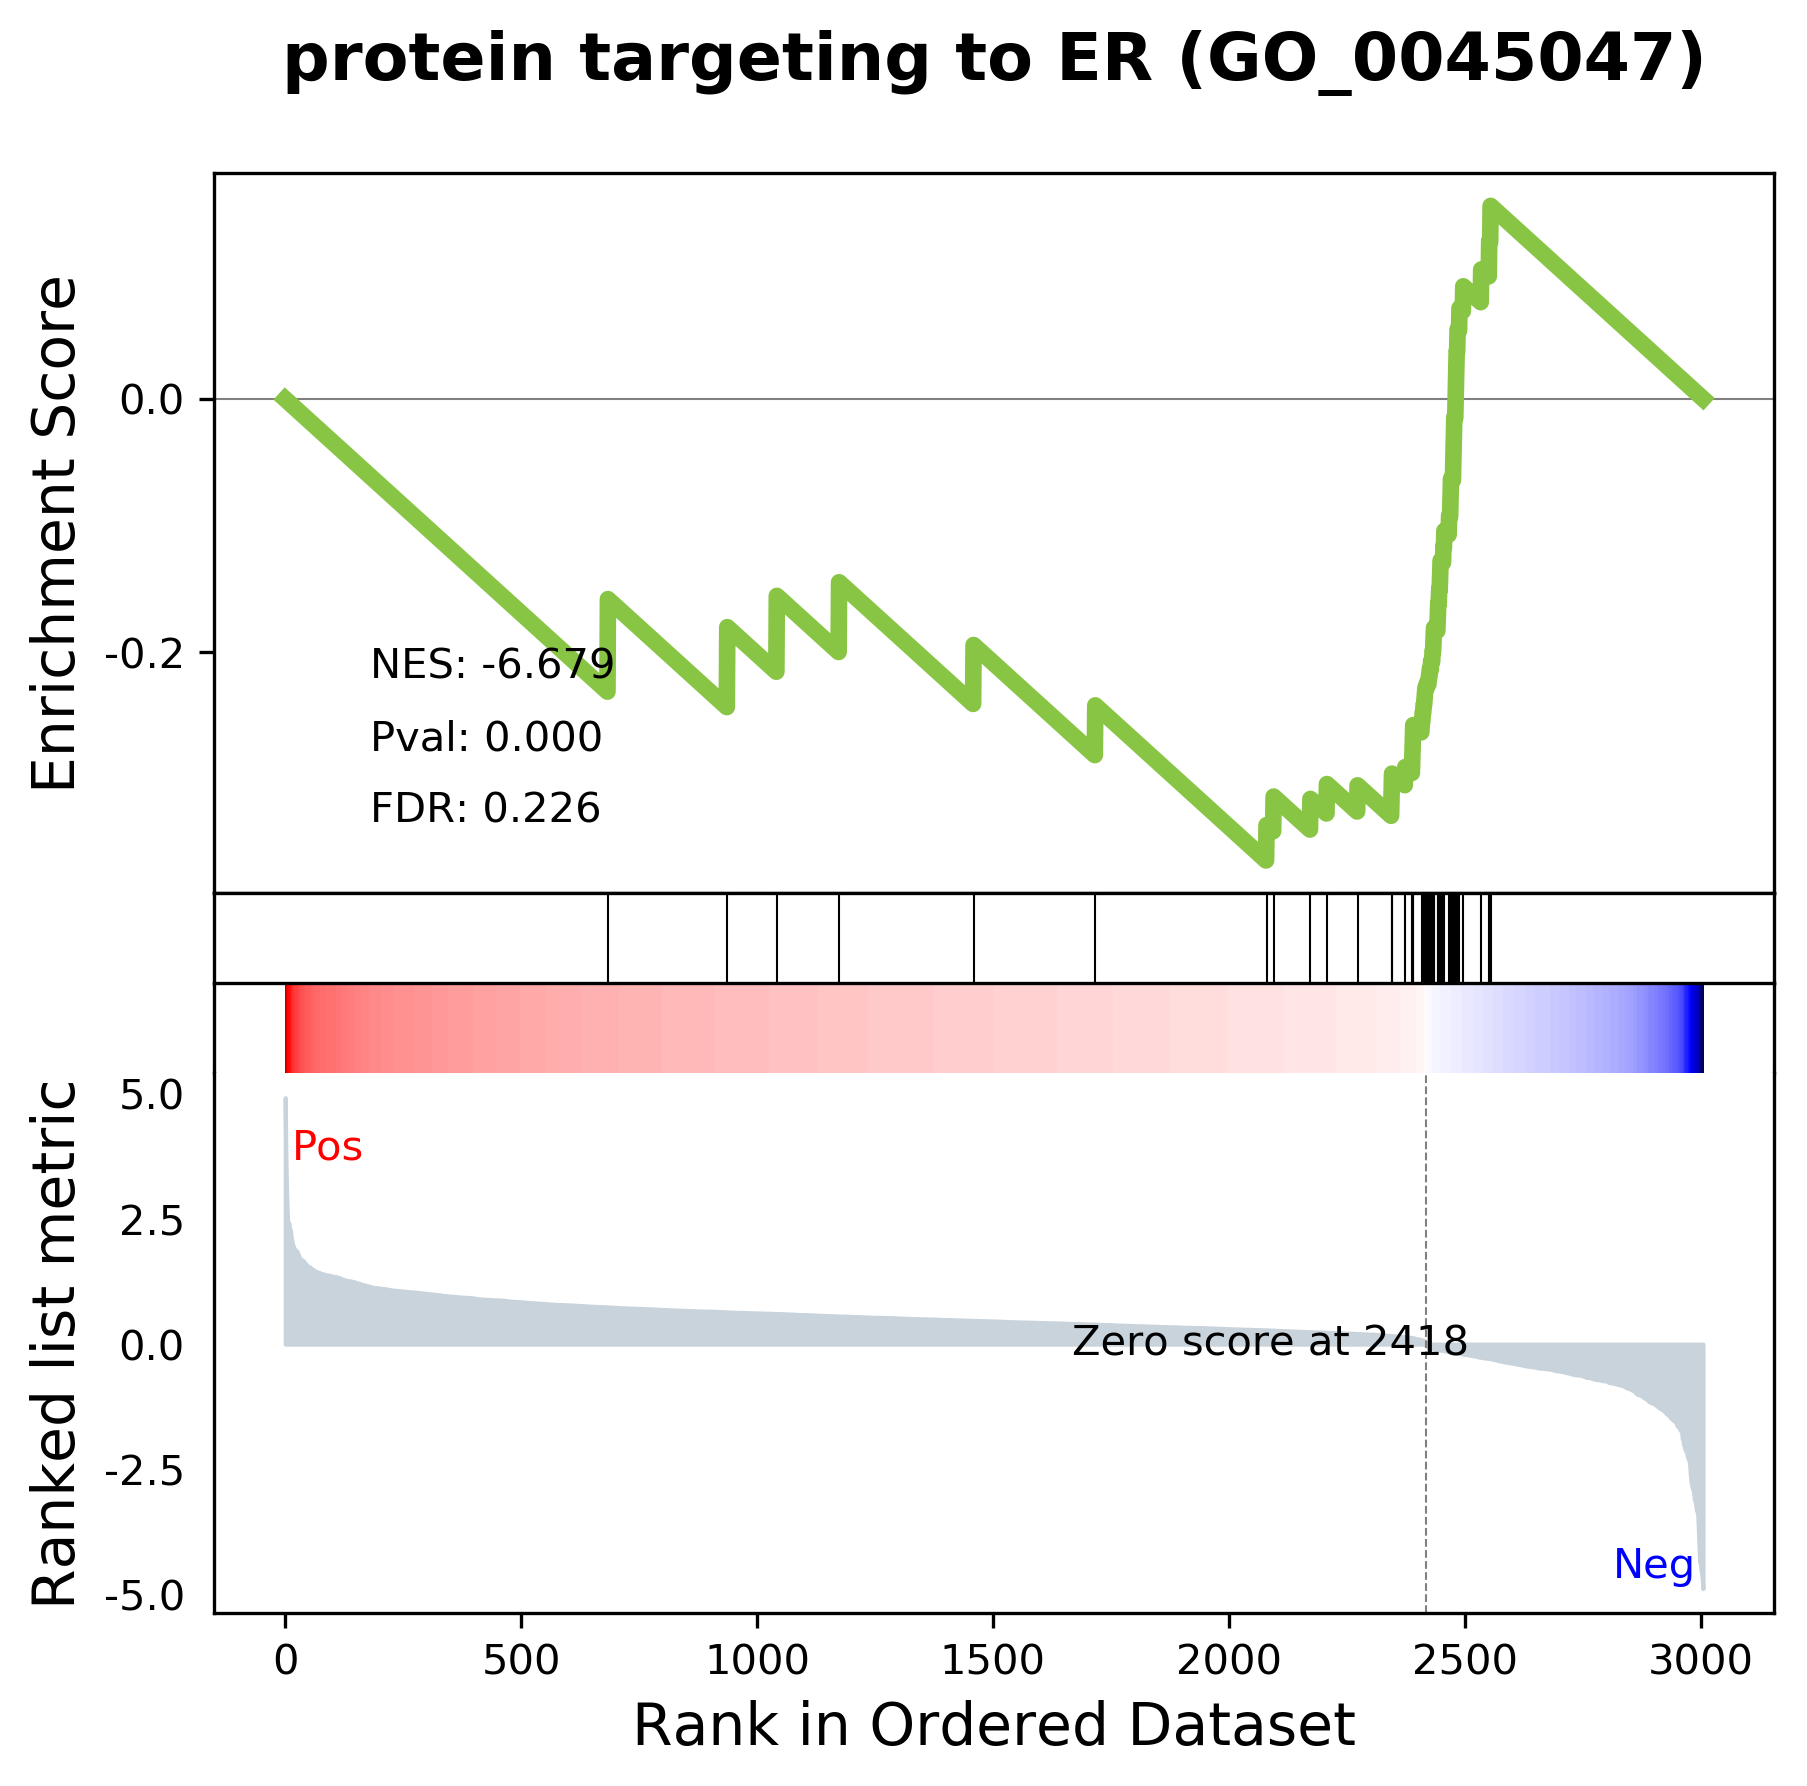 protein targeting to ER (GO_0045047)
Enrichment Score
0.0
-0.2
NES: -6.679
Pval: 0.000
FDR: 0.226
Ranked list metric
5.0
2.5
0.0
-2.5
-5.0
Pos
Zero score at 2418
Neg
0 500 1000 1500 2000 2500 3000
Rank in Ordered Dataset